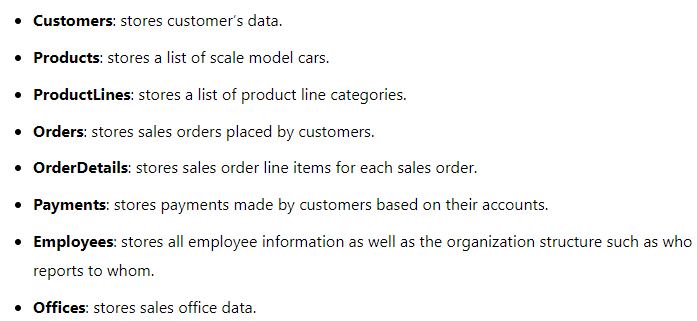 Customers: stores customer's data.
Products: stores a list of scale model cars.
ProductLines: stores a list of product line categories.
Orders: stores sales orders placed by customers.
OrderDetails: stores sales order line items for each sales order.
Payments: stores payments made by customers based on their accounts.
Employees: stores all employee information as well as the organization structure such as who
reports to whom.
Offices: stores sales office data.